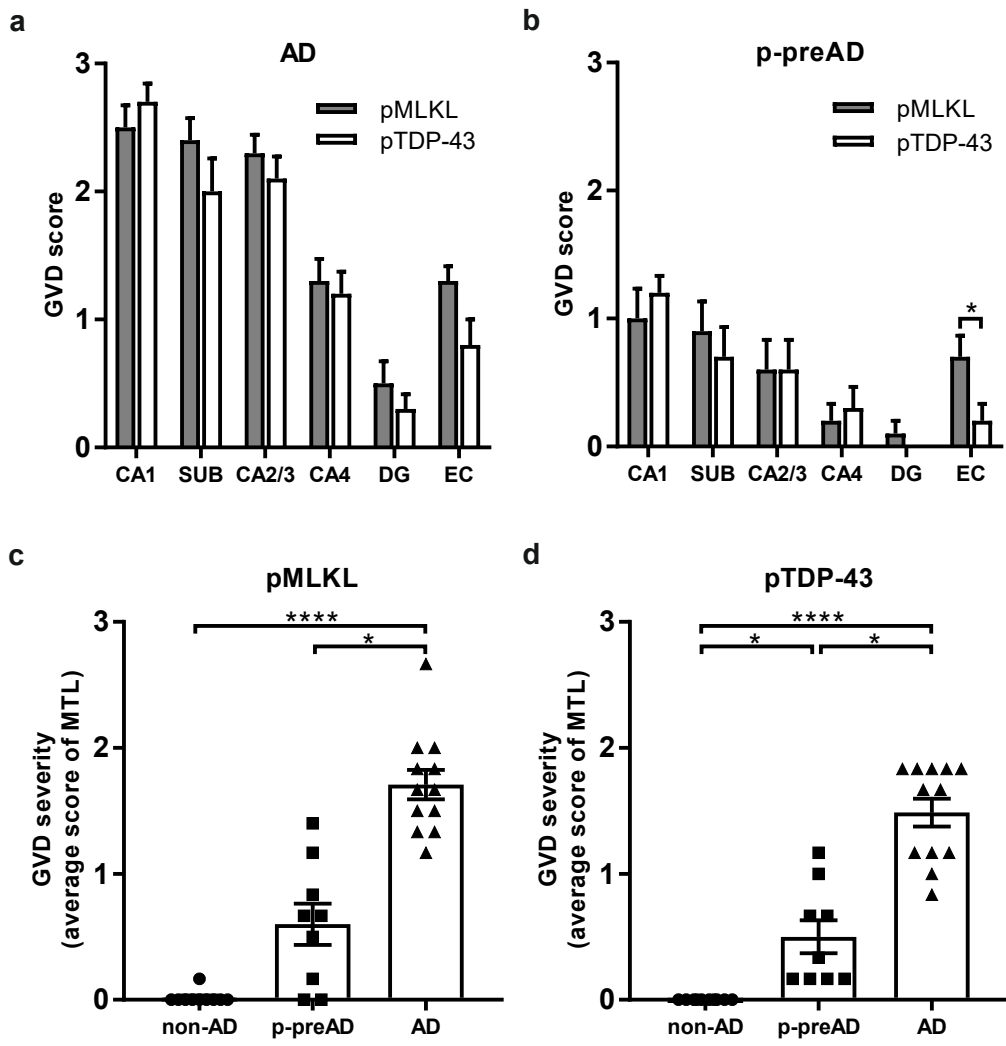 a
AD
3
2
1
0
GVD score
pMLKL
pTDP-43
CA1 SUB CA2/3 CA4 DG EC
b
p-preAD
3
2
1
0
GVD score
pMLKL
pTDP-43
*
CA1 SUB CA2/3 CA4 DG EC
c
pMLKL
3
2
1
0
GVD severity
(average score of MTL)
****
*
non-AD p-preAD AD
d
pTDP-43
3
2
1
0
GVD severity
(average score of MTL)
****
* *
non-AD p-preAD AD